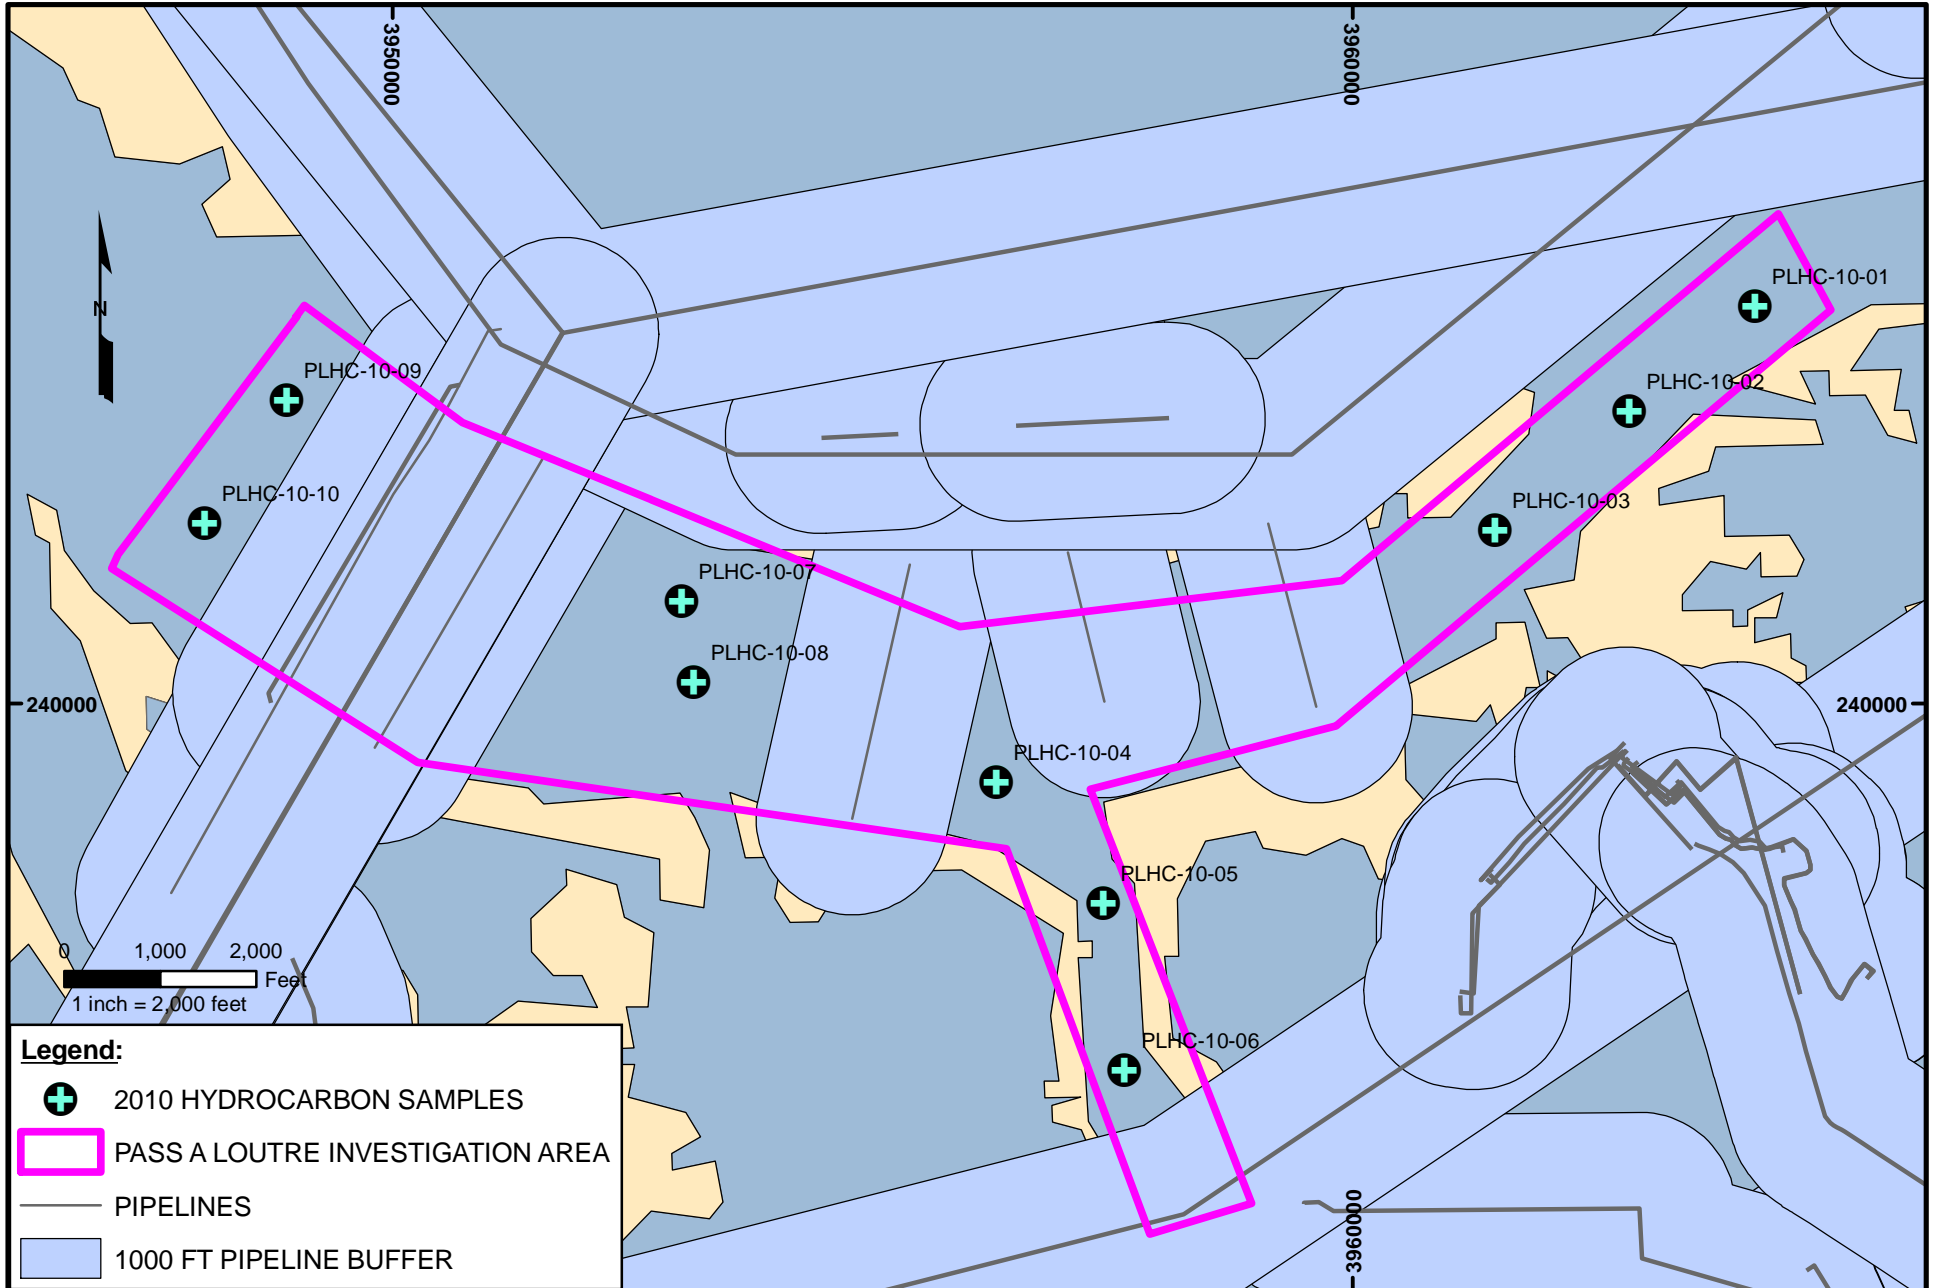 3950000
3960000
PLHC-10-01
N
PLHC-10-09
PLHC-10-02
PLHC-10-10
PLHC-10-03
PLHC-10-07
PLHC-10-08
240000
240000
PLHC-10-04
PLHC-10-05
0 1,000 2,000
Feet
1 inch = 2,000 feet
PLHC-10-06
Legend:
2010 HYDROCARBON SAMPLES
PASS A LOUTRE INVESTIGATION AREA
PIPELINES
1000 FT PIPELINE BUFFER
3960000